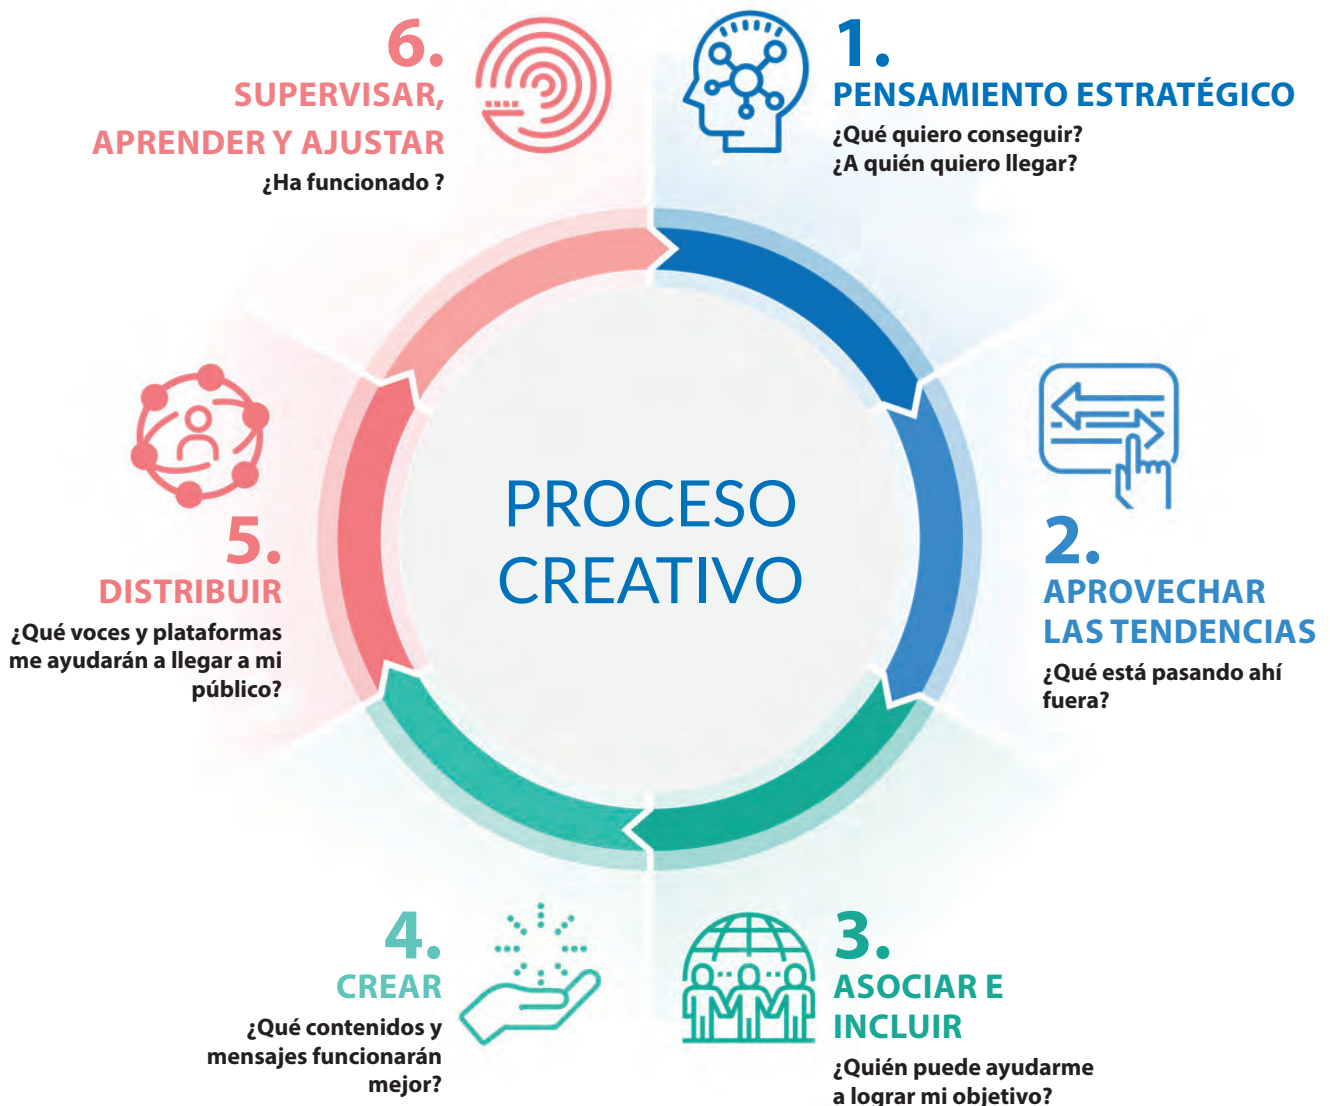 1.
PENSAMIENTO ESTRATÉGICO
¿Qué quiero conseguir?
¿A quién quiero llegar?
2.
APROVECHAR
LAS TENDENCIAS
¿Qué está pasando ahí
fuera?
3.
ASOCIAR E
INCLUIR
¿Quién puede ayudarme
a lograr mi objetivo?
4.
CREAR
¿Qué contenidos y
mensajes funcionarán
mejor?
5.
DISTRIBUIR
¿Qué voces y plataformas
me ayudarán a llegar a mi
público?
6.
SUPERVISAR,
APRENDER Y AJUSTAR
¿Ha funcionado ?
PROCESO
CREATIVO